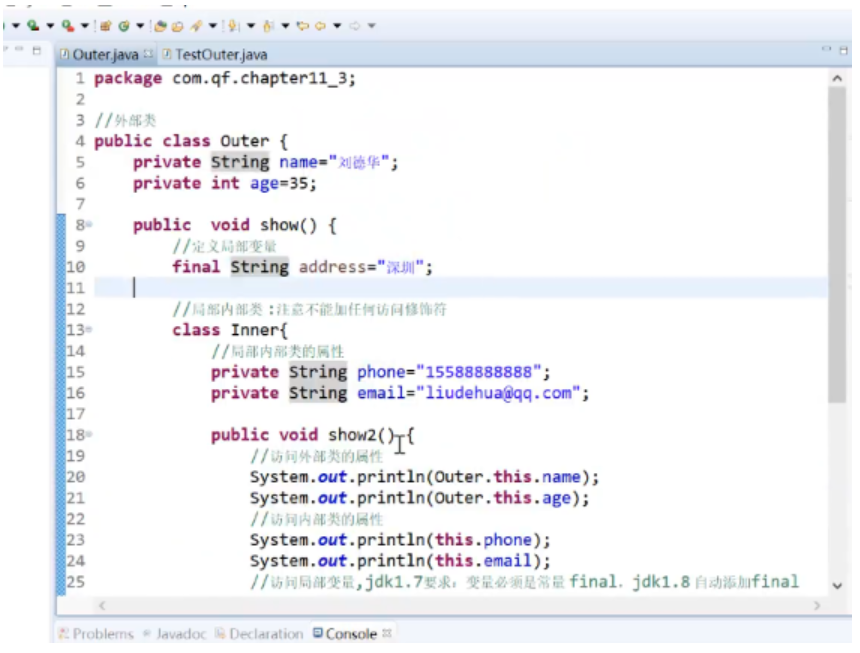 Outer.java TestOuter.java
1 package com.qf.chapter11_3;
2
3 //外部类
4 public class Outer {
5 private String name="刘德华";
6 private int age=35;
7
8 public void show() {
9 //定义局部变量
10 final String address="深圳";
11
12 //局部内部类:注意不能加任何访问修饰符
13 class Inner{
14 //局部内部类的属性
15 private String phone="15588888888";
16 private String email="liudehua@qq.com";
17
18 public void show2() {
19 //访问外部类的属性
20 System.out.println(Outer.this.name);
21 System.out.println(Outer.this.age);
22 //访问内部类的属性
23 System.out.println(this.phone);
24 System.out.println(this.email);
25 //访问局部变量,jdk1.7要求：变量必须是常量 final，jdk1.8 自动添加final
Problems Javadoc Declaration Console